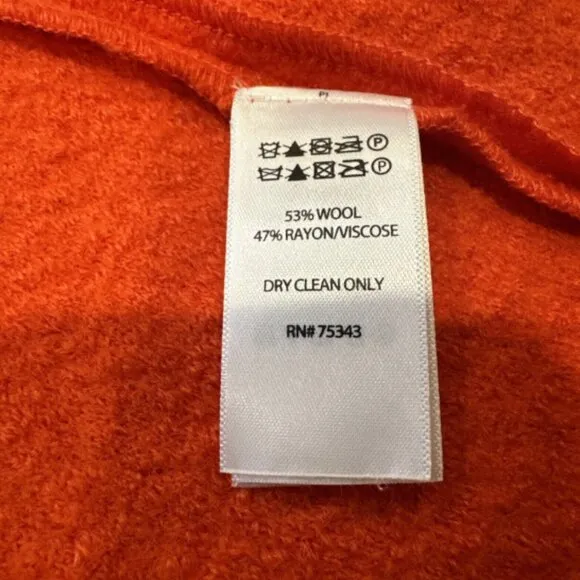 P
P
53% WOOL
47% RAYON/VISCOSE
DRY CLEAN ONLY
RN# 75343